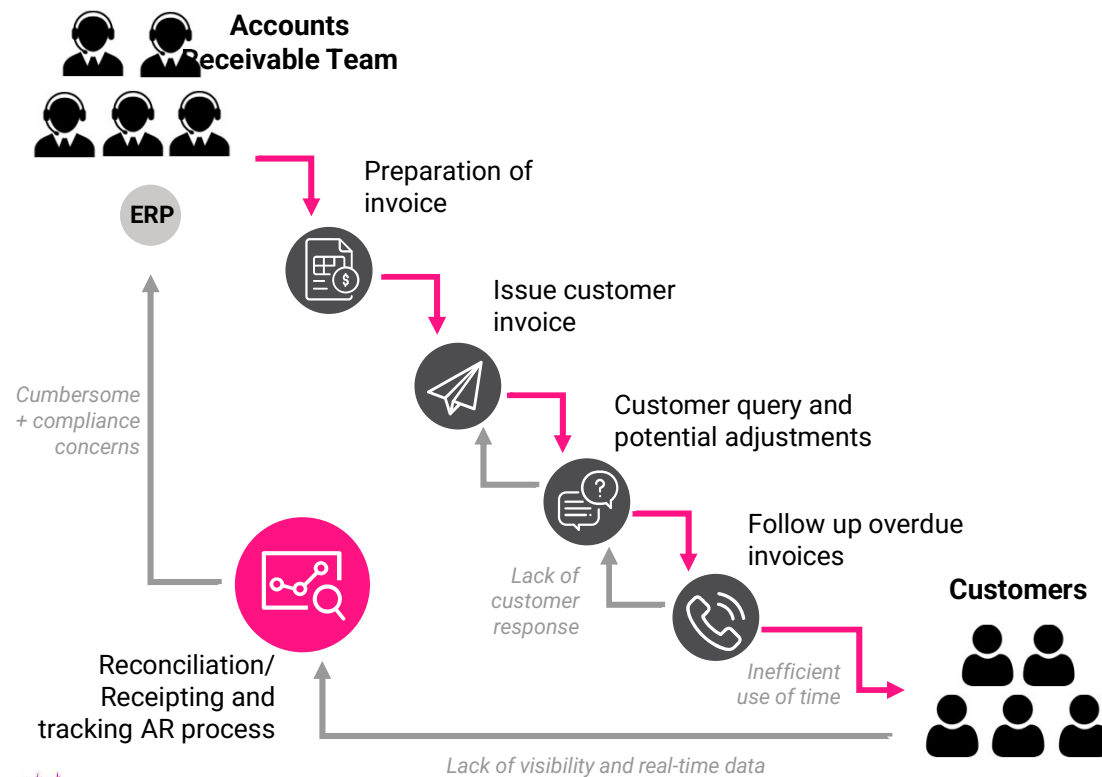 Accounts
Receivable Team
Preparation of
invoice
ERP
$
Issue customer
invoice
Cumbersome
+ compliance
concerns
Customer query and
potential adjustments
?
Follow up overdue
invoices
Lack of
customer
response
Customers
Reconciliation/
Receipting and
tracking AR process
Inefficient
use of time
Lack of visibility and real-time data